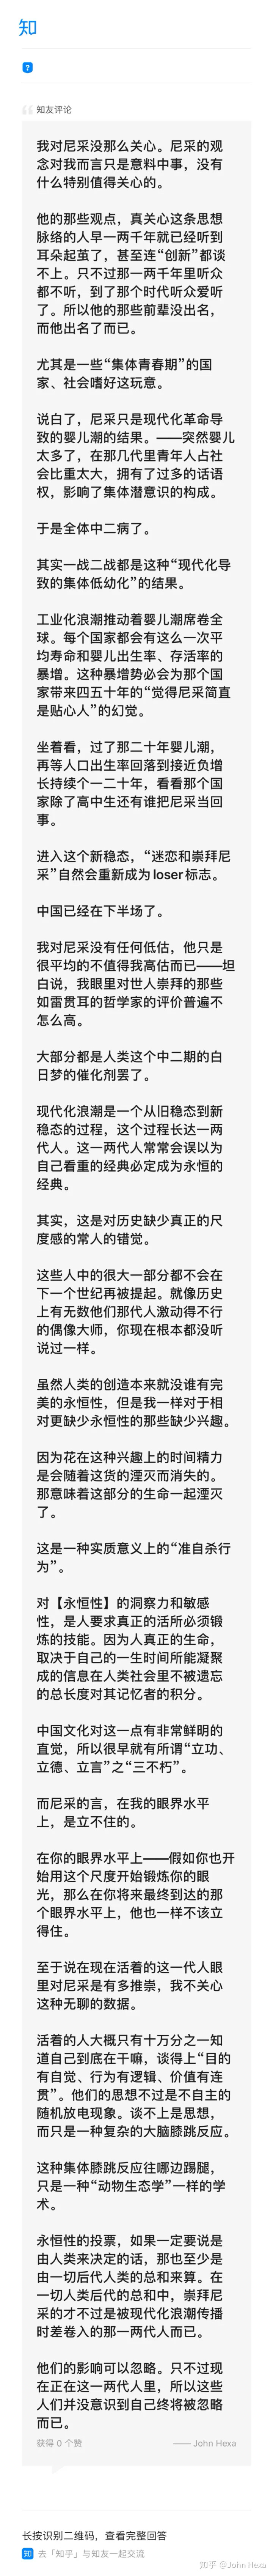 知
?
知友评论
我对尼采没那么关心。尼采的观
念对我而言只是意料中事，没有
什么特别值得关心的。
他的那些观点，真关心这条思想
脉络的人早一两千年就已经听到
耳朵起茧了，甚至连“创新”都谈
不上。只不过那一两千年里听众
都不听，到了那个时代听众爱听
了。所以他的那些前辈没出名，
而他出名了而已。
尤其是一些“集体青春期”的国
家、社会嗜好这玩意。
说白了，尼采只是现代化革命导
致的婴儿潮的结果。——突然婴儿
太多了，在那几代里青年人占社
会比重太大，拥有了过多的话语
权，影响了集体潜意识的构成。
于是全体中二病了。
其实一战二战都是这种“现代化导
致的集体低幼化”的结果。
工业化浪潮推动着婴儿潮席卷全
球。每个国家都会有这么一次平
均寿命和婴儿出生率、存活率的
暴增。这种暴增势必会为那个国
家带来四五十年的“觉得尼采简直
是贴心人”的幻觉。
坐着看，过了那二十年婴儿潮，
再等人口出生率回落到接近负增
长持续个一二十年，看看那个国
家除了高中生还有谁把尼采当回
事。
进入这个新稳态，“迷恋和崇拜尼
采”自然会重新成为loser标志。
中国已经在下半场了。
我对尼采没有任何低估，他只是
很平均的不值得我高估而已——坦
白说，我眼里对世人崇拜的那些
如雷贯耳的哲学家的评价普遍不
怎么高。
大部分都是人类这个中二期的白
日梦的催化剂罢了。
现代化浪潮是一个从旧稳态到新
稳态的过程，这个过程长达一两
代人。这一两代人常常会误以为
自己看重的经典必定成为永恒的
经典。
其实，这是对历史缺少真正的尺
度感的常人的错觉。
这些人中的很大一部分都不会在
下一个世纪再被提起。就像历史
上有无数他们那代人激动得不行
的偶像大师，你现在根本都没听
说过一样。
虽然人类的创造本来就没谁有完
美的永恒性，但是我一样对于相
对更缺少永恒性的那些缺少兴趣。
因为花在这种兴趣上的时间精力
是会随着这货的湮灭而消失的。
那意味着这部分的生命一起湮灭
了。
这是一种实质意义上的“准自杀行
为”。
对【永恒性】的洞察力和敏感
性，是人要求真正的活所必须锻
炼的技能。因为人真正的生命，
取决于自己的一生时间所能凝聚
成的信息在人类社会里不被遗忘
的总长度对其记忆者的积分。
中国文化对这一点有非常鲜明的
直觉，所以很早就有所谓“立功、
立德、立言”之“三不朽”。
而尼采的言，在我的眼界水平
上，是立不住的。
在你的眼界水平上——假如你也开
始用这个尺度开始锻炼你的眼
光，那么在你将来最终到达的那
个眼界水平上，他也一样不该立
得住。
至于说在现在活着的这一代人眼
里对尼采是有多推崇，我不关心
这种无聊的数据。
活着的人大概只有十万分之一知
道自己到底在干嘛，谈得上“目的
有自觉、行为有逻辑、价值有连
贯”。他们的思想不过是不自主的
随机放电现象。谈不上是思想，
而只是一种复杂的大脑膝跳反应。
这种集体膝跳反应往哪边踢腿，
只是一种“动物生态学”一样的学
术。
永恒性的投票，如果一定要说是
由人类来决定的话，那也至少是
由一切后代人类的总和来算。在
一切人类后代的总和中，崇拜尼
采的才不过是被现代化浪潮传播
时差卷入的那一两代人而已。
他们的影响可以忽略。只不过现
在正在这一两代人里，所以这些
人们并没意识到自己终将被忽略
而已。
获得 0 个赞 —— John Hexa
长按识别二维码，查看完整回答
知 去「知乎」与知友一起交流
知乎 @John Hexa